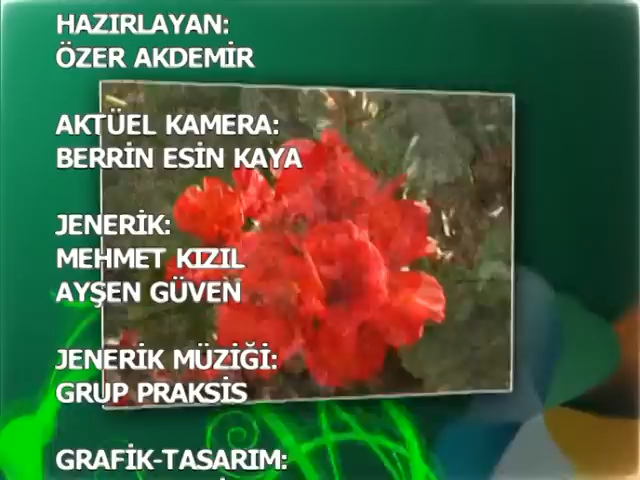 HAZIRLAYAN:
ÖZER AKDEMİR
AKTÜEL KAMERA:
BERRİN ESİN KAYA
JENERİK:
MEHMET KIZIL
AYŞEN GÜVEN
JENERİK MÜZİĞİ:
GRUP PRAKSİS
GRAFİK-TASARIM: